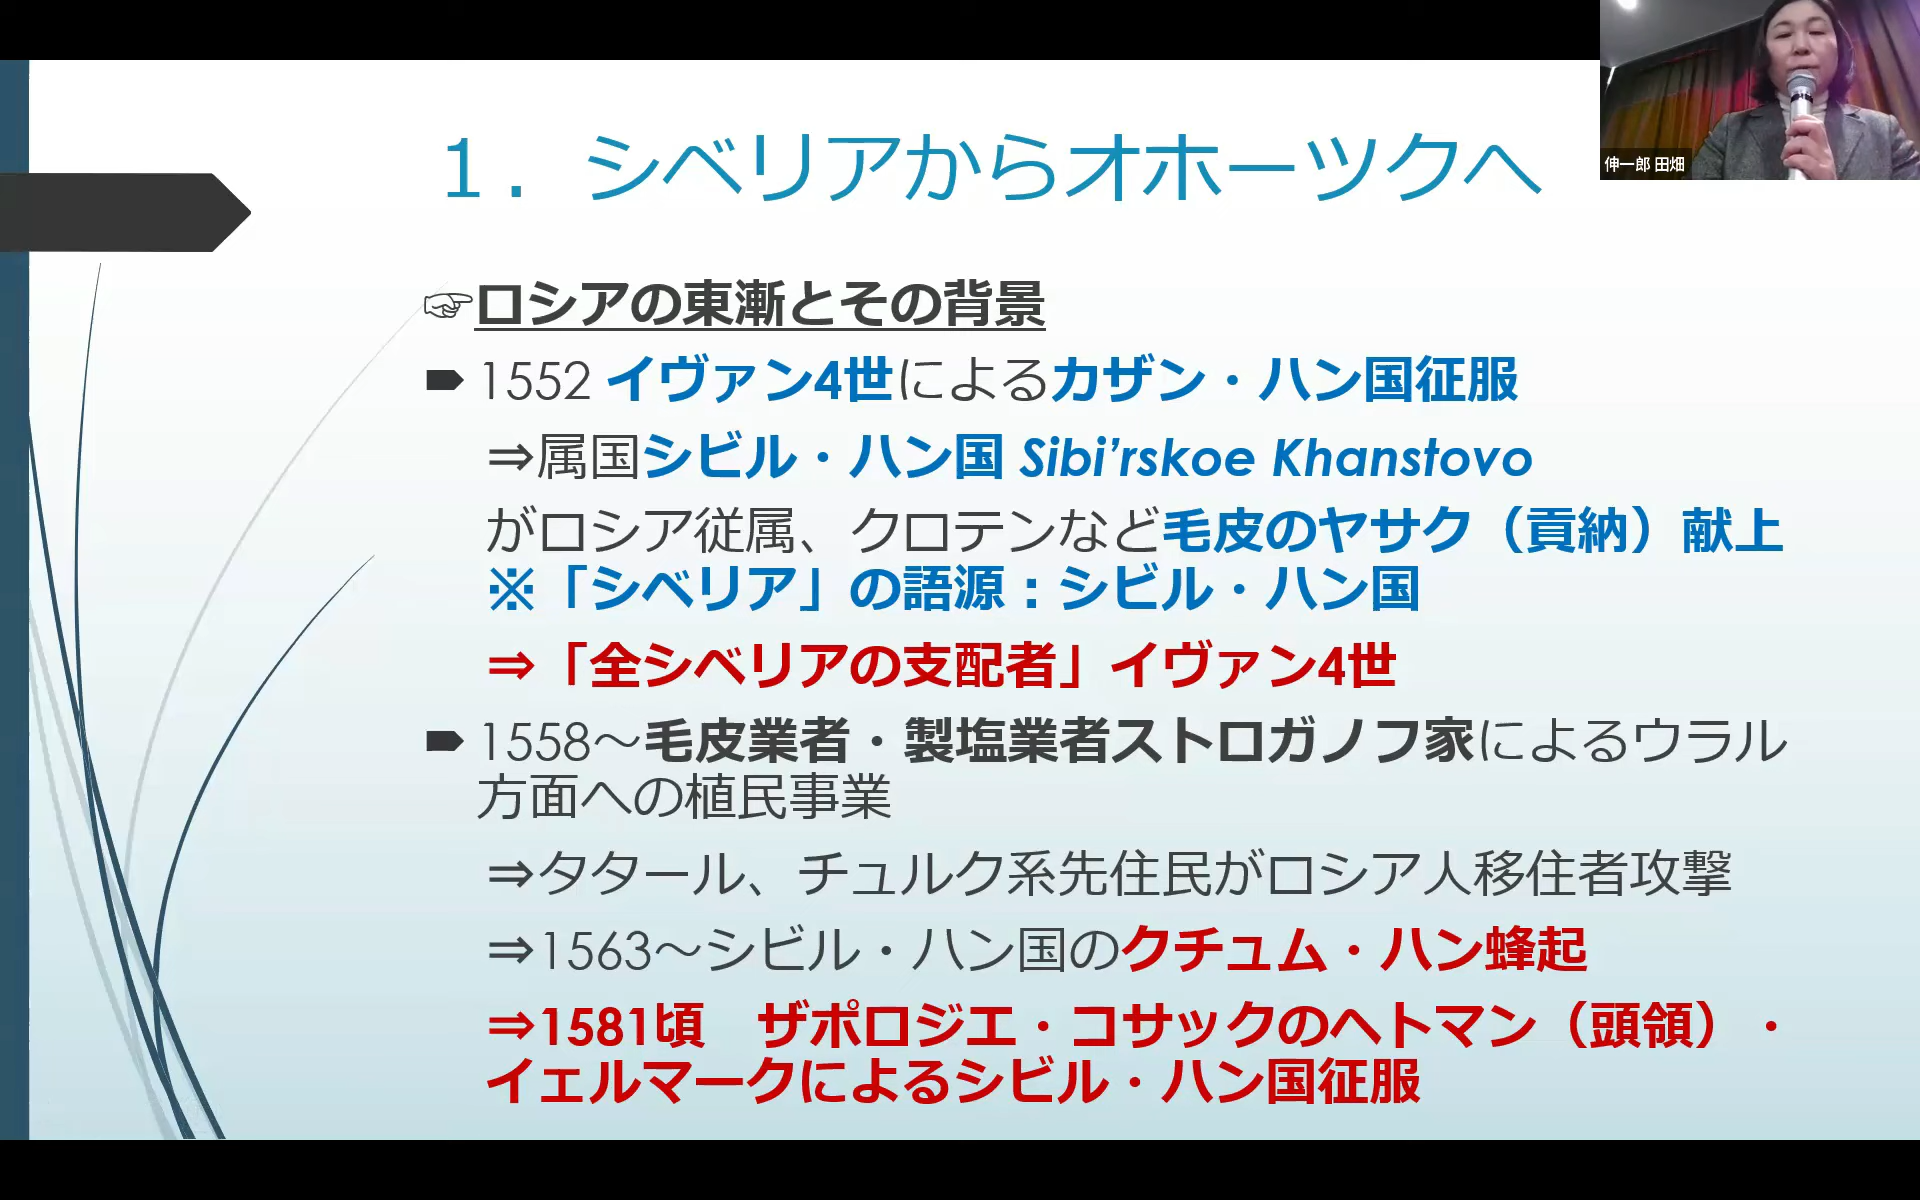 伸一郎 田畑
１．シベリアからオホーツクへ
☞ロシアの東漸とその背景
1552 イヴァン4世によるカザン・ハン国征服
⇒属国シビル・ハン国 Sibi’rskoe Khanstovo
がロシア従属、クロテンなど毛皮のヤサク（貢納）献上
※「シベリア」の語源：シビル・ハン国
⇒「全シベリアの支配者」イヴァン4世
1558～毛皮業者・製塩業者ストロガノフ家によるウラル
方面への植民事業
⇒タタール、チュルク系先住民がロシア人移住者攻撃
⇒1563～シビル・ハン国のクチュム・ハン蜂起
⇒1581頃　ザポロジエ・コサックのヘトマン（頭領）・
イェルマークによるシビル・ハン国征服